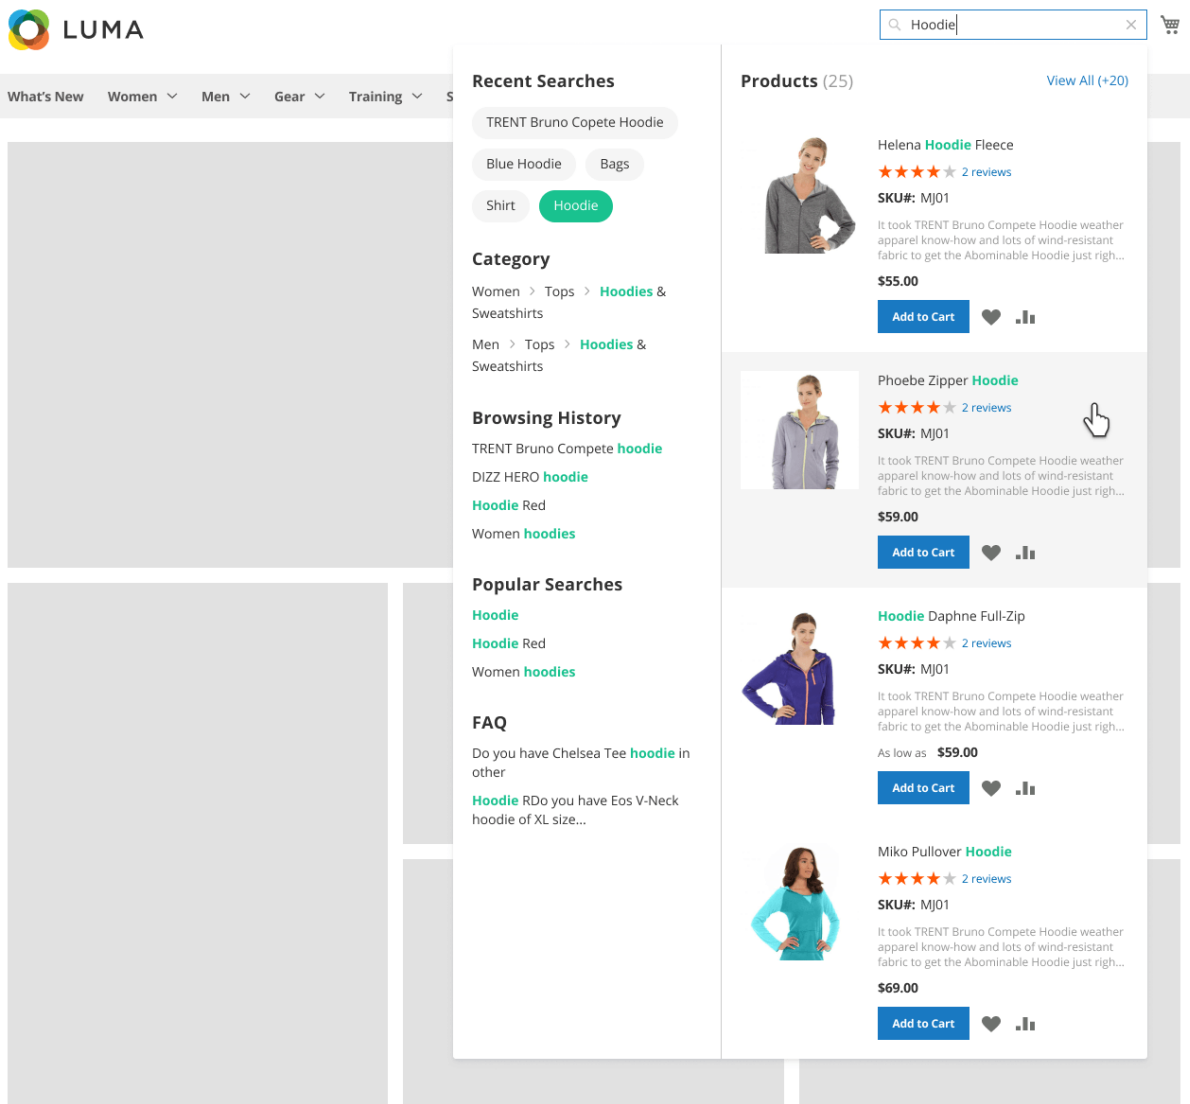 LUMA
Hoodie
What's New
Women
Men
Gear
Training
S
Recent Searches
TRENT Bruno Copete Hoodie
Blue Hoodie
Bags
Shirt
Hoodie
Category
Women > Tops > Hoodies &
Sweatshirts
Men > Tops > Hoodies &
Sweatshirts
Browsing History
TRENT Bruno Compete hoodie
DIZZ HERO hoodie
Hoodie Red
Women hoodies
Popular Searches
Hoodie
Hoodie Red
Women hoodies
FAQ
Do you have Chelsea Tee hoodie in
other
Hoodie RDo you have Eos V-Neck
hoodie of XL size...
Products (25)
View All (+20)
Helena Hoodie Fleece
2 reviews
SKU#: MJ01
It took TRENT Bruno Compete Hoodie weather
apparel know-how and lots of wind-resistant
fabric to get the Abominable Hoodie just righ...
$55.00
Add to Cart
Phoebe Zipper Hoodie
2 reviews
SKU#: MJ01
It took TRENT Bruno Compete Hoodie weather
apparel know-how and lots of wind-resistant
fabric to get the Abominable Hoodie just righ...
$59.00
Add to Cart
Hoodie Daphne Full-Zip
2 reviews
SKU#: MJ01
It took TRENT Bruno Compete Hoodie weather
apparel know-how and lots of wind-resistant
fabric to get the Abominable Hoodie just righ...
As low as $59.00
Add to Cart
Miko Pullover Hoodie
2 reviews
SKU#: MJ01
It took TRENT Bruno Compete Hoodie weather
apparel know-how and lots of wind-resistant
fabric to get the Abominable Hoodie just righ...
$69.00
Add to Cart